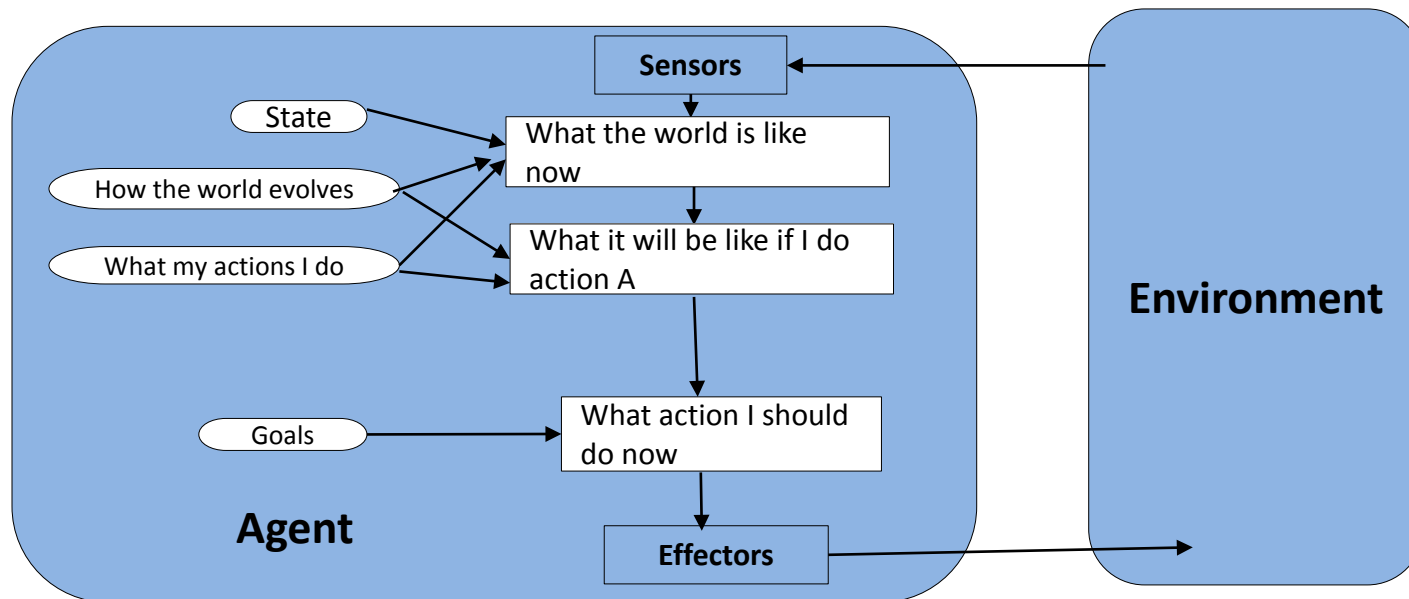 Sensors
State
What the world is like
now
How the world evolves
What it will be like if I do
action A
What my actions I do
Environment
What action I should
do now
Goals
Agent
Effectors